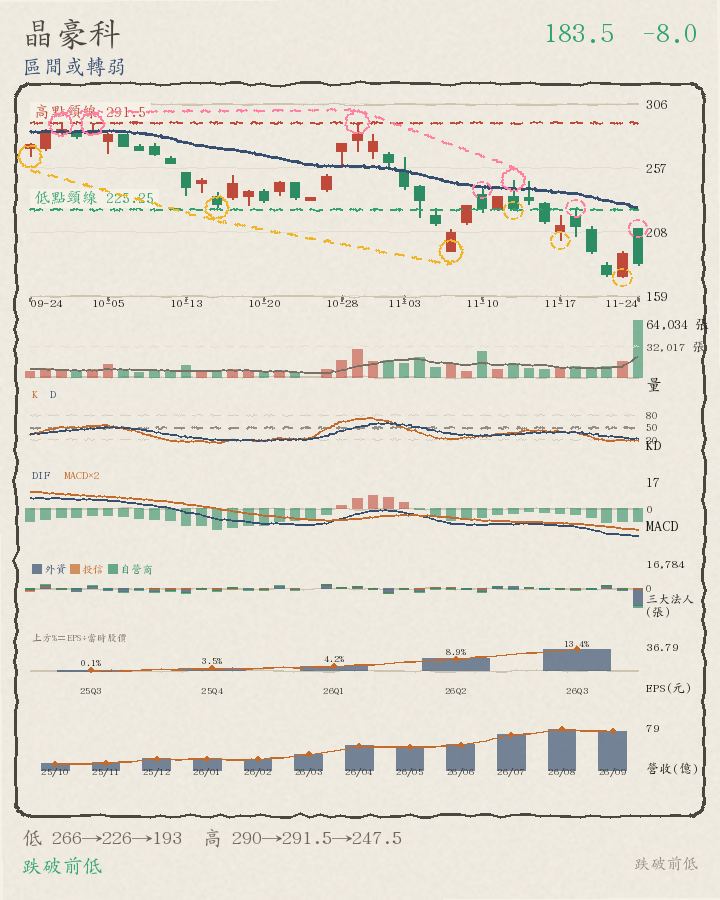 晶豪科
183.5 -8.0
區間或轉弱
高點頸線 291.5
低點頸線 225.25
306
257
208
159
09-24 10-05 10-13 10-20 10-28 11-03 11-10 11-17 11-24
64,034 張
32,017 張
量
K D
80
50
20
KD
DIF MACD×2
17
0
MACD
外資 投信 自營商
16,784
0
三大法人
(張)
上方%=EPS÷當時股價
0.1% 3.5% 4.2% 8.9% 13.4%
36.79
25Q3 25Q4 26Q1 26Q2 26Q3
EPS(元)
79
營收(億)
25/10 25/11 25/12 26/01 26/02 26/03 26/04 26/05 26/06 26/07 26/08 26/09
低 266→226→193 高 290→291.5→247.5
跌破前低
跌破前低